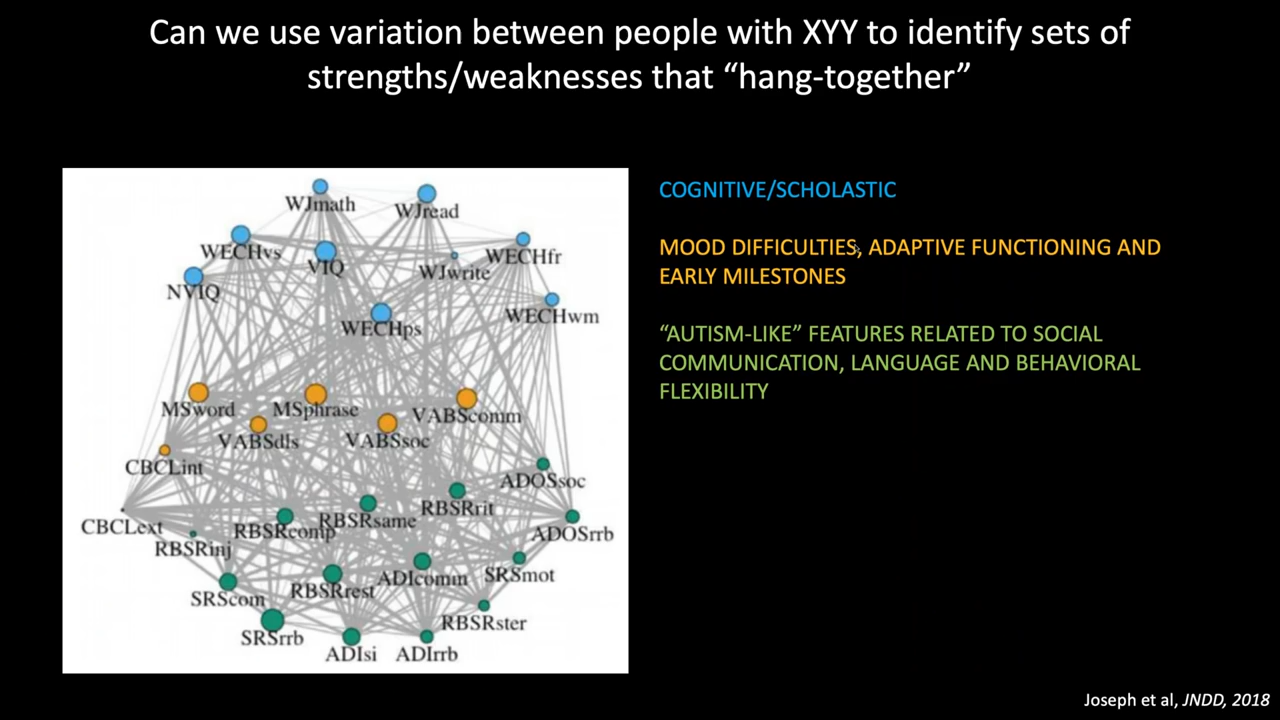 Can we use variation between people with XYY to identify sets of
strengths/weaknesses that “hang-together”
WJmath
WJread
WECHvs
VIQ
WJwrite
WECHfr
NVIQ
WECHps
WECHwm
MSword
MSphrase
VABScomm
VABSdls
VABSsoc
CBCLint
ADOSsoc
CBCLext
RBSRcomp
RBSRsame
RBSRrit
ADOSrrb
RBSRinj
SRScom
RBSRrest
ADIcomm
SRSmot
SRSrrb
RBSRster
ADIsi
ADIrrb
COGNITIVE/SCHOLASTIC
MOOD DIFFICULTIES, ADAPTIVE FUNCTIONING AND
EARLY MILESTONES
“AUTISM-LIKE” FEATURES RELATED TO SOCIAL
COMMUNICATION, LANGUAGE AND BEHAVIORAL
FLEXIBILITY
Joseph et al, JNDD, 2018